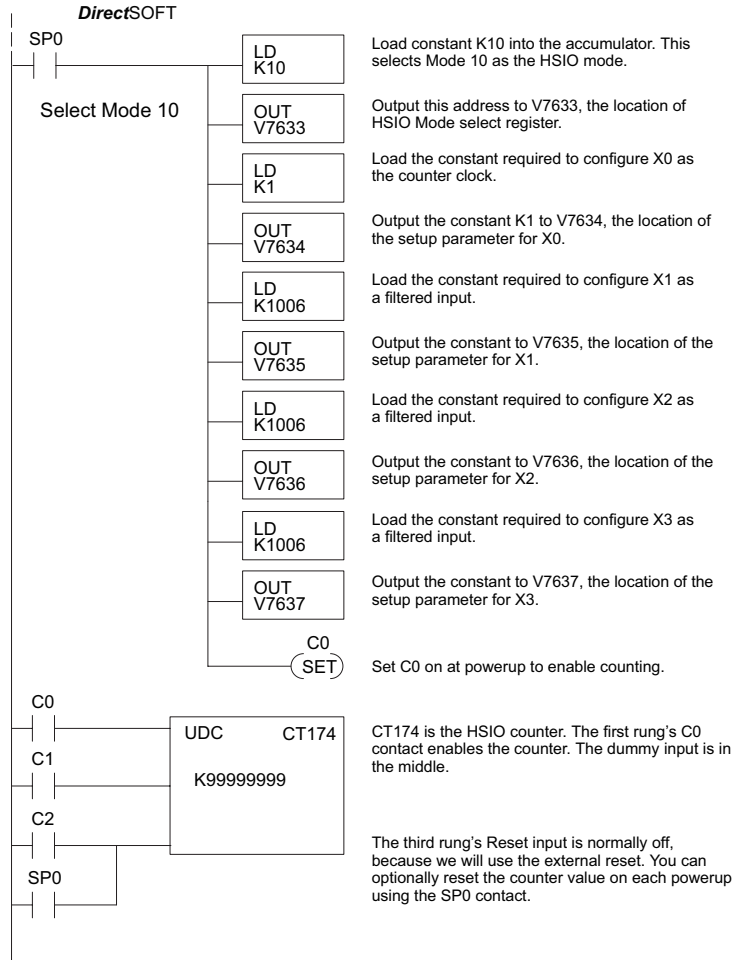 DirectSOFT
SP0
LD
K10
Load constant K10 into the accumulator. This
selects Mode 10 as the HSIO mode.
Select Mode 10
OUT
V7633
Output this address to V7633, the location of
HSIO Mode select register.
LD
K1
Load the constant required to configure X0 as
the counter clock.
OUT
V7634
Output the constant K1 to V7634, the location of
the setup parameter for X0.
LD
K1006
Load the constant required to configure X1 as
a filtered input.
OUT
V7635
Output the constant to V7635, the location of the
setup parameter for X1.
LD
K1006
Load the constant required to configure X2 as
a filtered input.
OUT
V7636
Output the constant to V7636, the location of the
setup parameter for X2.
LD
K1006
Load the constant required to configure X3 as
a filtered input.
OUT
V7637
Output the constant to V7637, the location of the
setup parameter for X3.
C0
SET
Set C0 on at powerup to enable counting.
C0
UDC CT174
CT174 is the HSIO counter. The first rung's C0
contact enables the counter. The dummy input is in
the middle.
C1
K99999999
C2
The third rung's Reset input is normally off,
because we will use the external reset. You can
optionally reset the counter value on each powerup
using the SP0 contact.
SP0